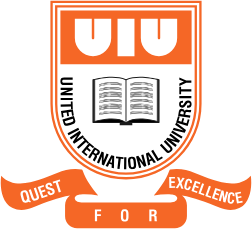 UIU
UNITED INTERNATIONAL UNIVERSITY
QUEST
FOR
EXCELLENCE